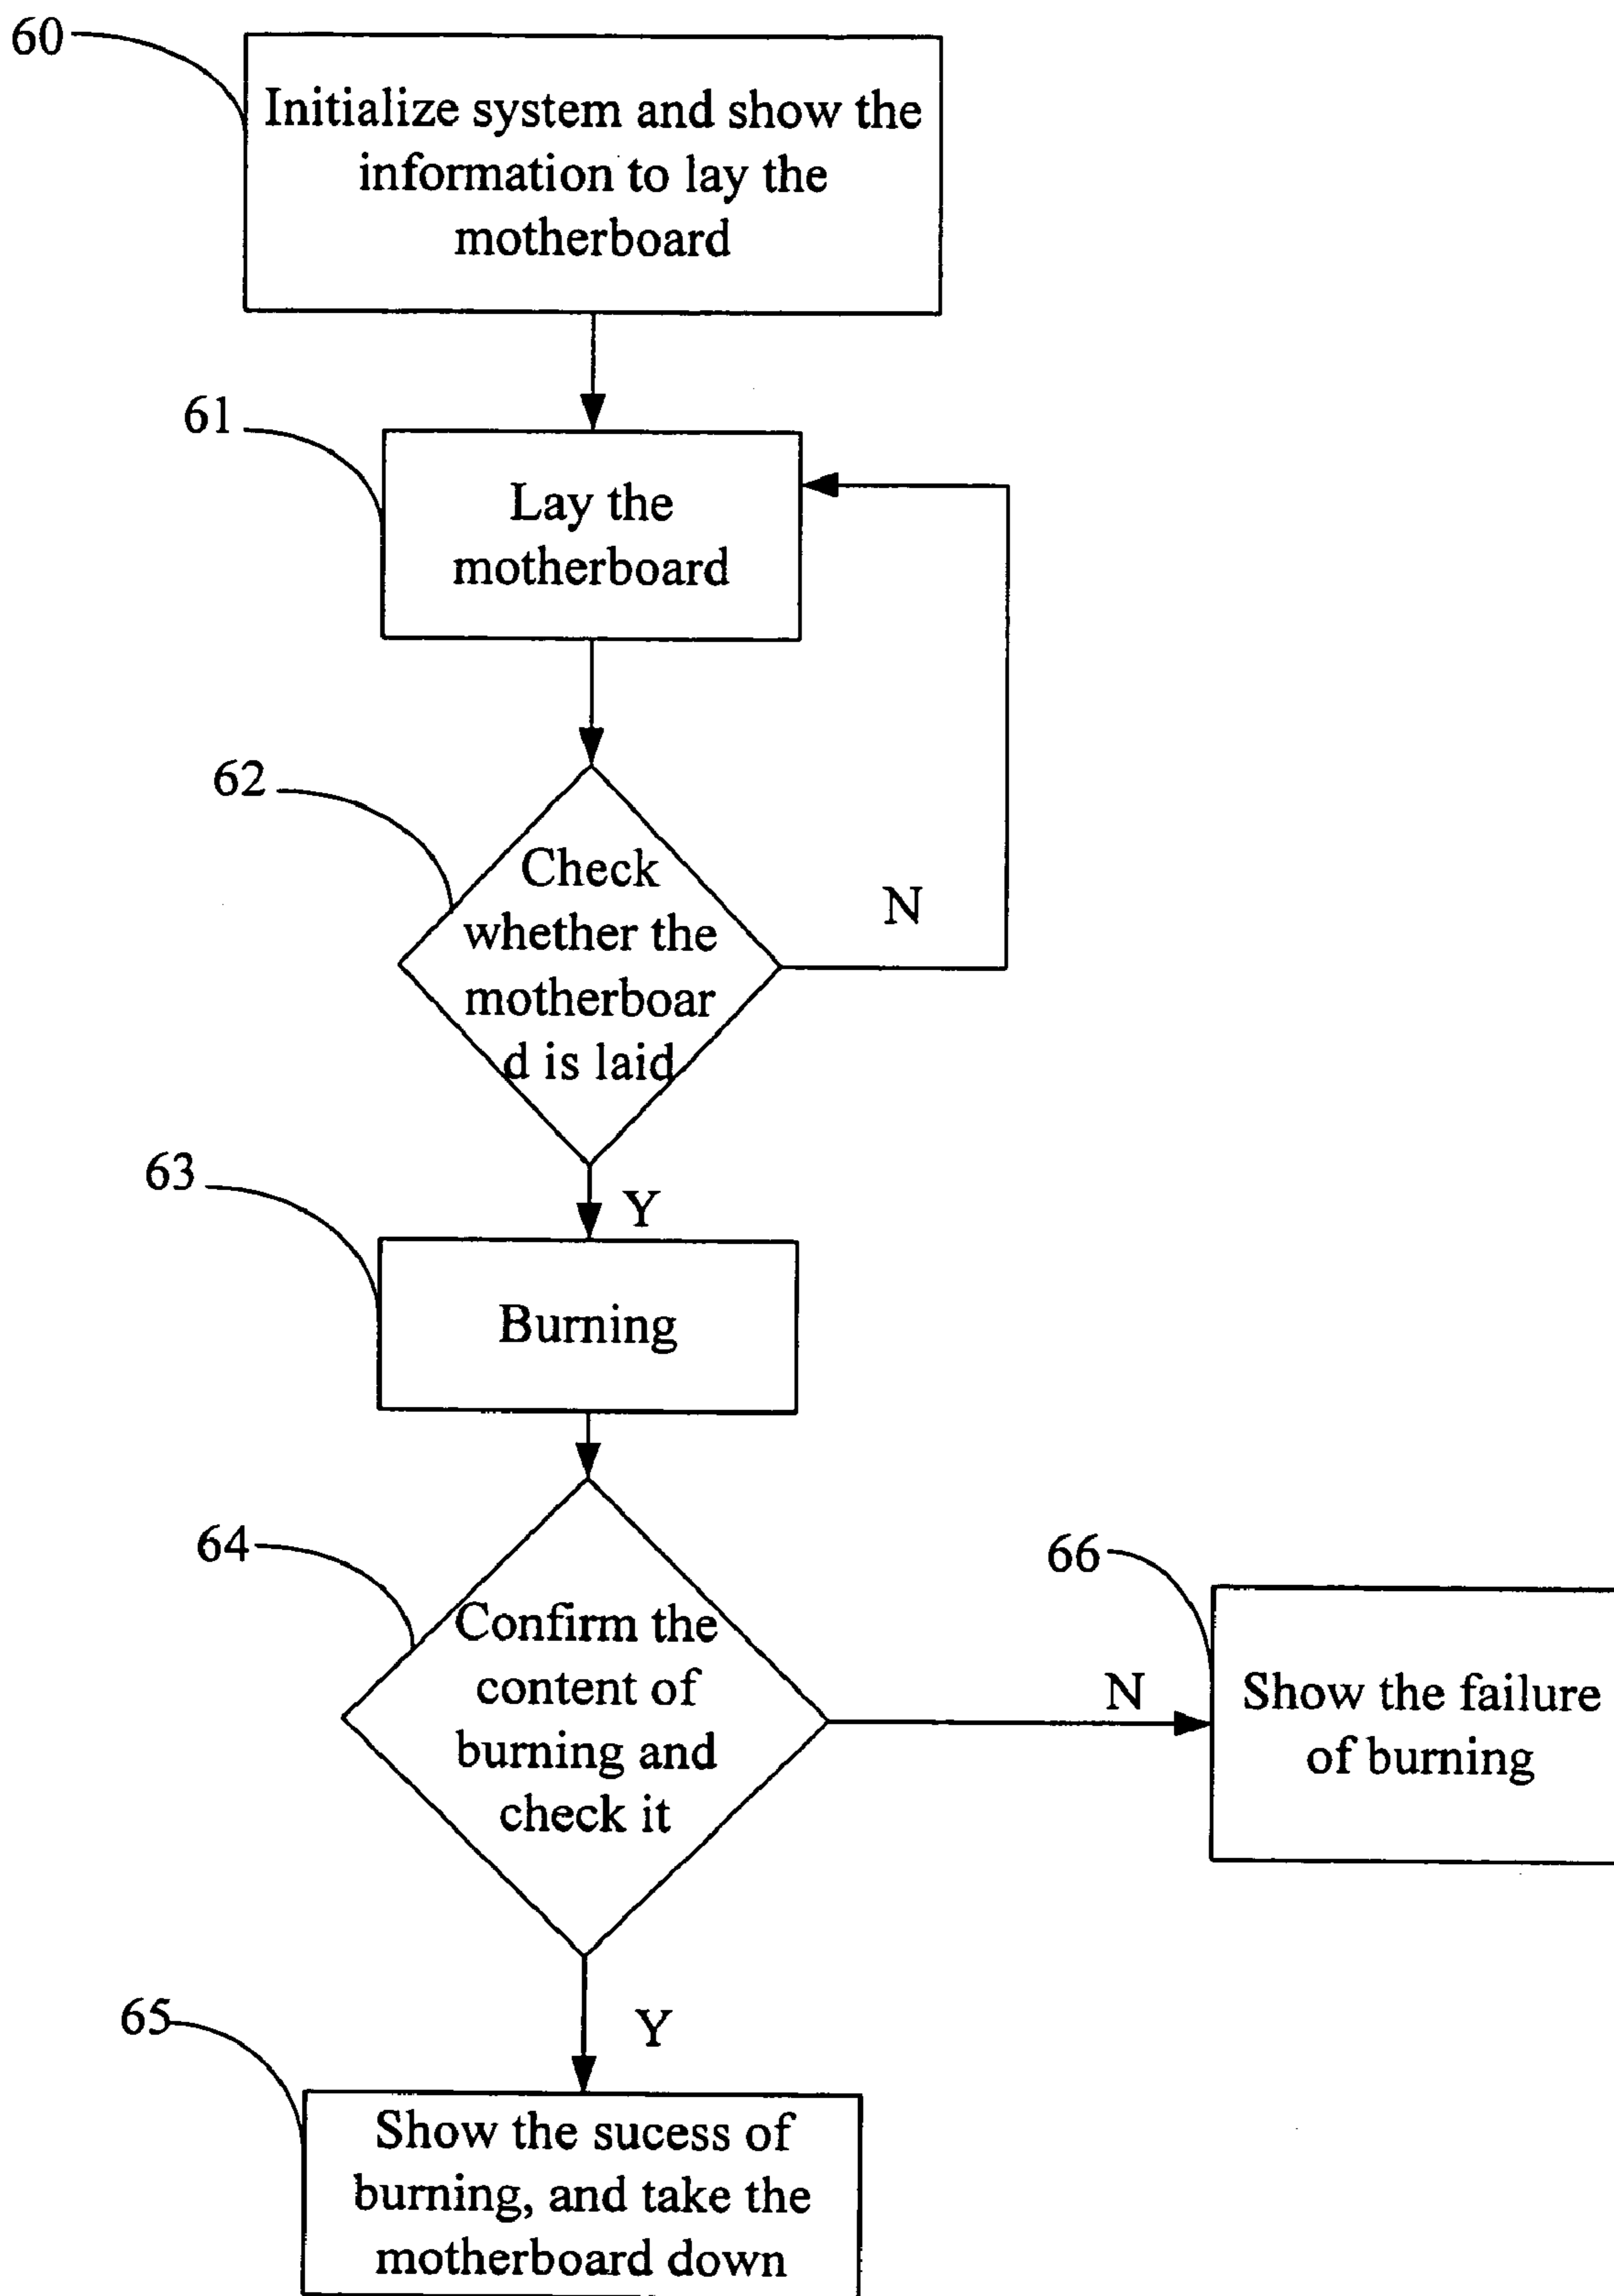 60
Initialize system and show the
information to lay the
motherboard
61
Lay the
motherboard
62
Check
whether the
motherboar
d is laid
N
Y
63
Burning
64
Confirm the
content of
burning and
check it
N
66
Show the failure
of burning
Y
65
Show the sucess of
burning, and take the
motherboard down